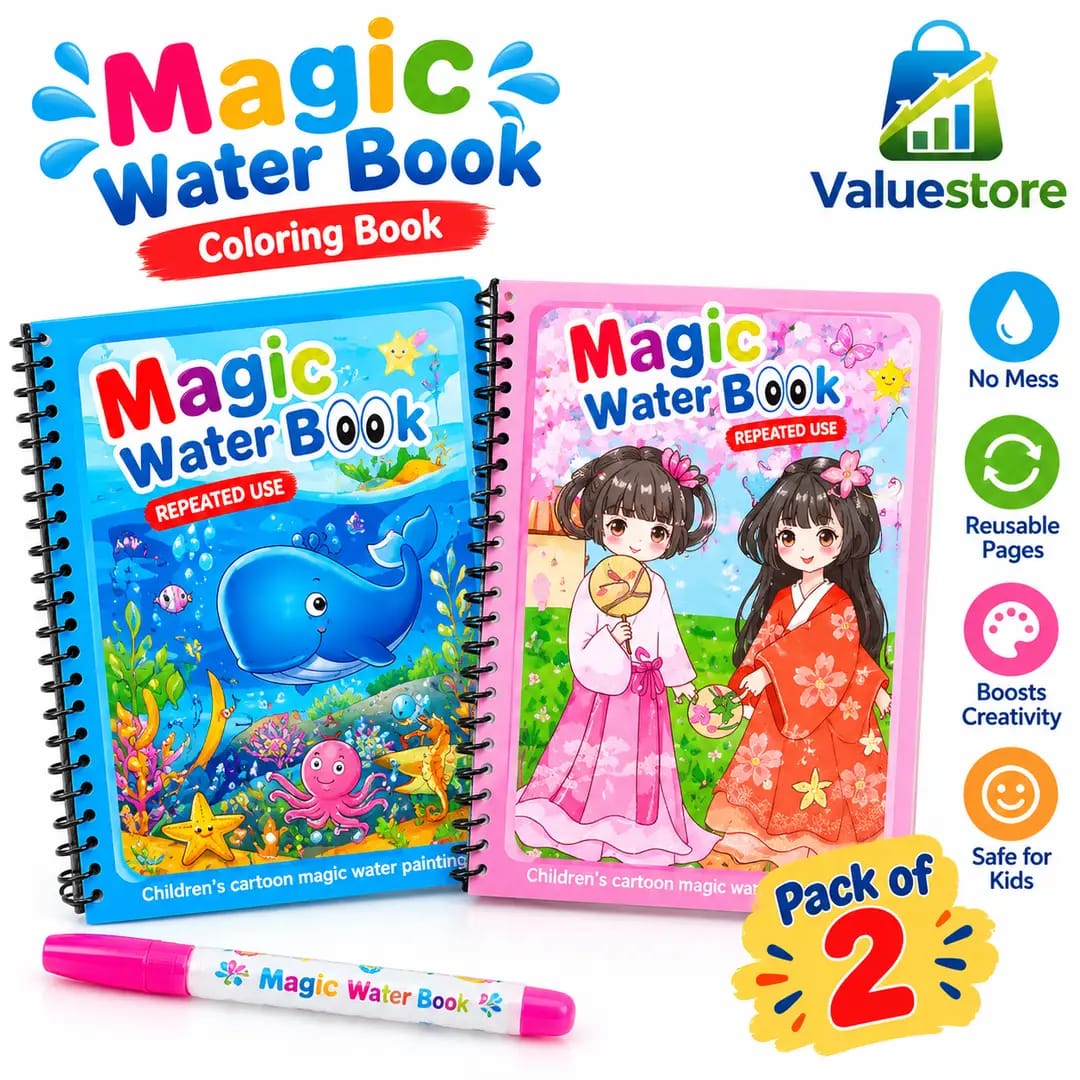 Magic
Water Book
Coloring Book
Valuestore
Magic
Water Book
REPEATED USE
Children's cartoon magic water painting
Magic
Water Book
REPEATED USE
Children's cartoon magic
No Mess
Reusable
Pages
Boosts
Creativity
Safe for
Kids
Pack of
2
Magic Water Book